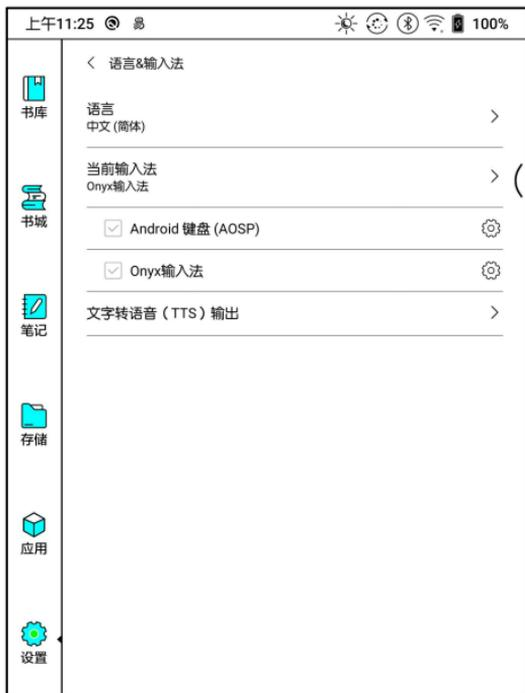 上午11:25
100%
语言&输入法
语言
中文 (简体)
当前输入法
Onyx输入法
Android 键盘 (AOSP)
Onyx输入法
文字转语音（TTS）输出
书库
书城
笔记
存储
应用
设置